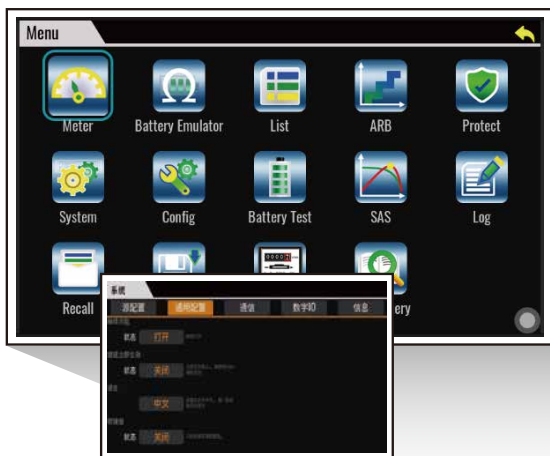 Menu
Meter
Battery Emulator
List
ARB
Protect
System
Config
Battery Test
SAS
Log
Recall
ery
系统
源配置
通用配置
通信
数字IO
信息
状态
打开
状态
关闭
中文
状态
关闭